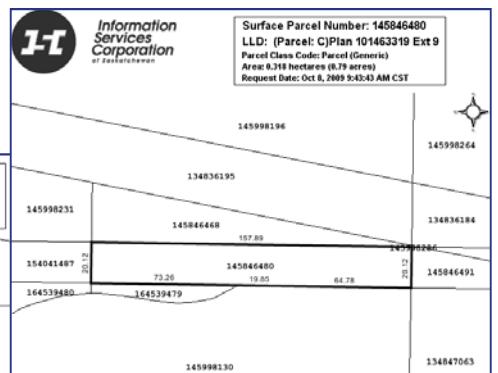 Information
Services
Corporation
of Saskatchewan
Surface Parcel Number: 145846480
LLD: (Parcel: C)Plan 101463319 Ext 9
Parcel Class Code: Parcel (Generic)
Area: 0.318 hectares (0.79 acres)
Request Date: Oct 8, 2009 9:43:43 AM CST
145998196
145998264
134836195
145998231
134836184
145846468
157.89
154041487
20.12
145846480
20.12
145846491
73.26
19.85
64.78
164539480
164539479
145998130
134847063